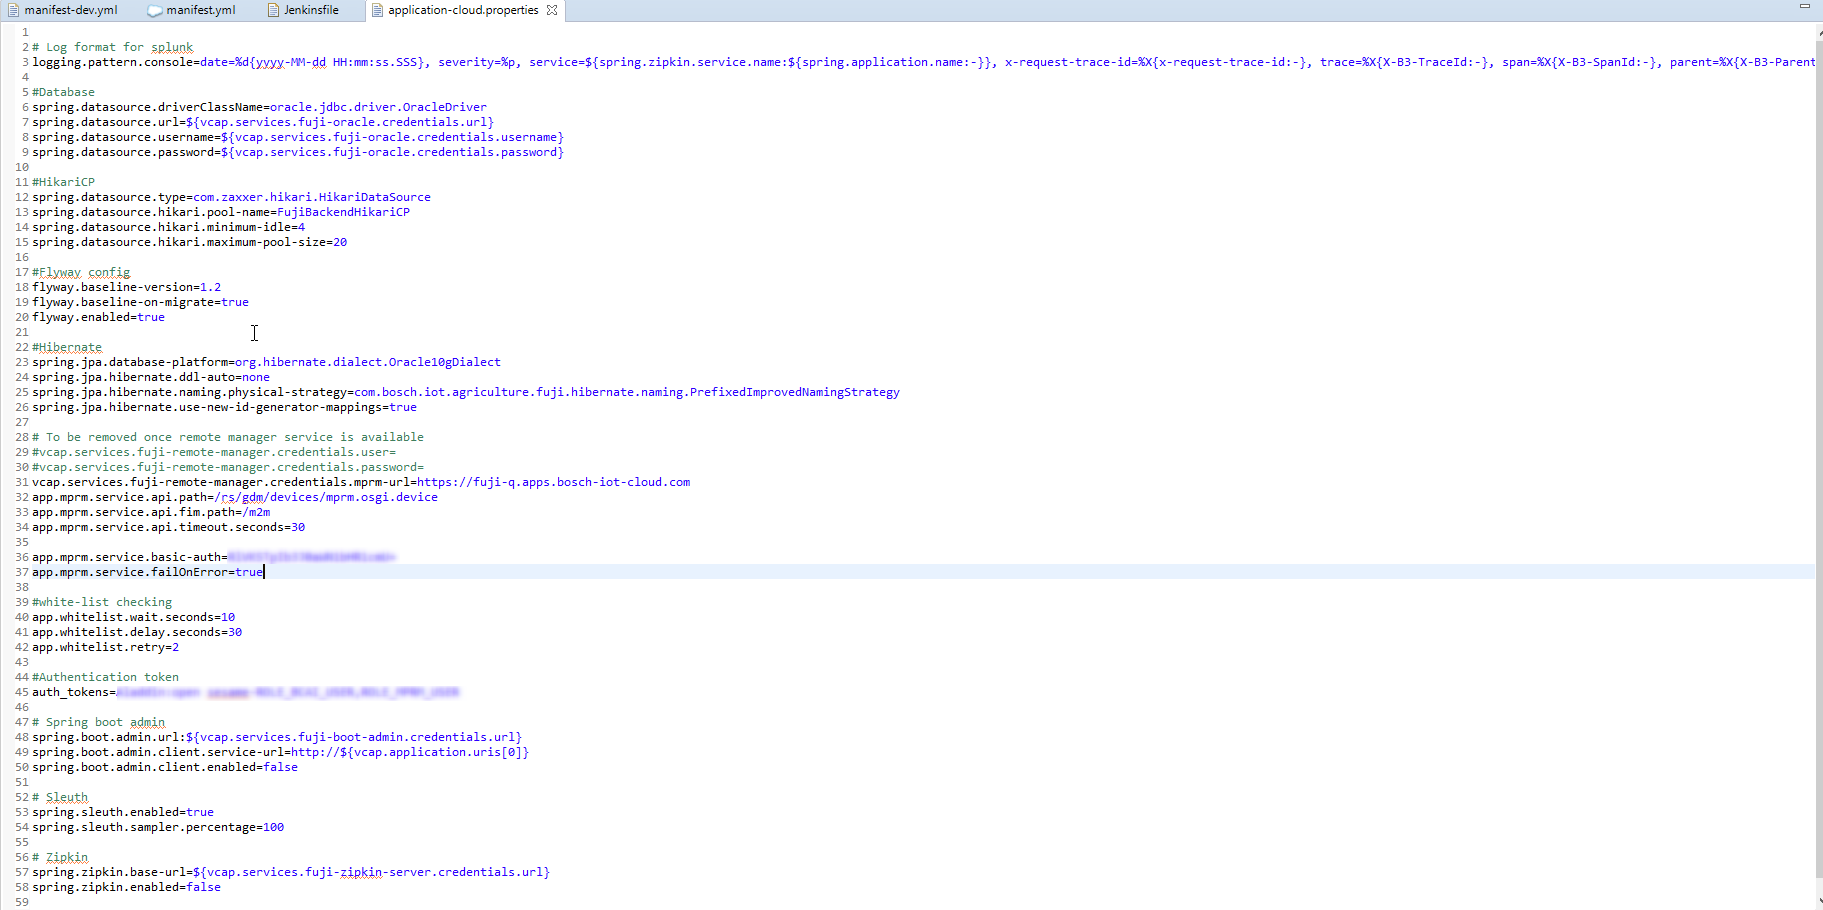 manifest-dev.yml manifest.yml Jenkinsfile application-cloud.properties
1
2 # Log format for splunk
3 logging.pattern.console=date=%d{yyyy-MM-dd HH:mm:ss.SSS}, severity=%p, service=${spring.zipkin.service.name:${spring.application.name:-}}, x-request-trace-id=%X{x-request-trace-id:-}, trace=%X{X-B3-TraceId:-}, span=%X{X-B3-SpanId:-}, parent=%X{X-B3-Parent
4
5 #Database
6 spring.datasource.driverClassName=oracle.jdbc.driver.OracleDriver
7 spring.datasource.url=${vcap.services.fuji-oracle.credentials.url}
8 spring.datasource.username=${vcap.services.fuji-oracle.credentials.username}
9 spring.datasource.password=${vcap.services.fuji-oracle.credentials.password}
10
11 #HikariCP
12 spring.datasource.type=com.zaxxer.hikari.HikariDataSource
13 spring.datasource.hikari.pool-name=FujiBackendHikariCP
14 spring.datasource.hikari.minimum-idle=4
15 spring.datasource.hikari.maximum-pool-size=20
16
17 #Flyway config
18 flyway.baseline-version=1.2
19 flyway.baseline-on-migrate=true
20 flyway.enabled=true
21
22 #Hibernate
23 spring.jpa.database-platform=org.hibernate.dialect.Oracle10gDialect
24 spring.jpa.hibernate.ddl-auto=none
25 spring.jpa.hibernate.naming.physical-strategy=com.bosch.iot.agriculture.fuji.hibernate.naming.PrefixedImprovedNamingStrategy
26 spring.jpa.hibernate.use-new-id-generator-mappings=true
27
28 # To be removed once remote manager service is available
29 #vcap.services.fuji-remote-manager.credentials.user=
30 #vcap.services.fuji-remote-manager.credentials.password=
31 vcap.services.fuji-remote-manager.credentials.mprm-url=https://fuji-q.apps.bosch-iot-cloud.com
32 app.mprm.service.api.path=/rs/gdm/devices/mprm.osgi.device
33 app.mprm.service.api.fim.path=/m2m
34 app.mprm.service.api.timeout.seconds=30
35
36 app.mprm.service.basic-auth=
37 app.mprm.service.failOnError=true
38
39 #white-list checking
40 app.whitelist.wait.seconds=10
41 app.whitelist.delay.seconds=30
42 app.whitelist.retry=2
43
44 #Authentication token
45 auth_tokens=
46
47 # Spring boot admin
48 spring.boot.admin.url:${vcap.services.fuji-boot-admin.credentials.url}
49 spring.boot.admin.client.service-url=http://${vcap.application.uris[0]}
50 spring.boot.admin.client.enabled=false
51
52 # Sleuth
53 spring.sleuth.enabled=true
54 spring.sleuth.sampler.percentage=100
55
56 # Zipkin
57 spring.zipkin.base-url=${vcap.services.fuji-zipkin-server.credentials.url}
58 spring.zipkin.enabled=false
59